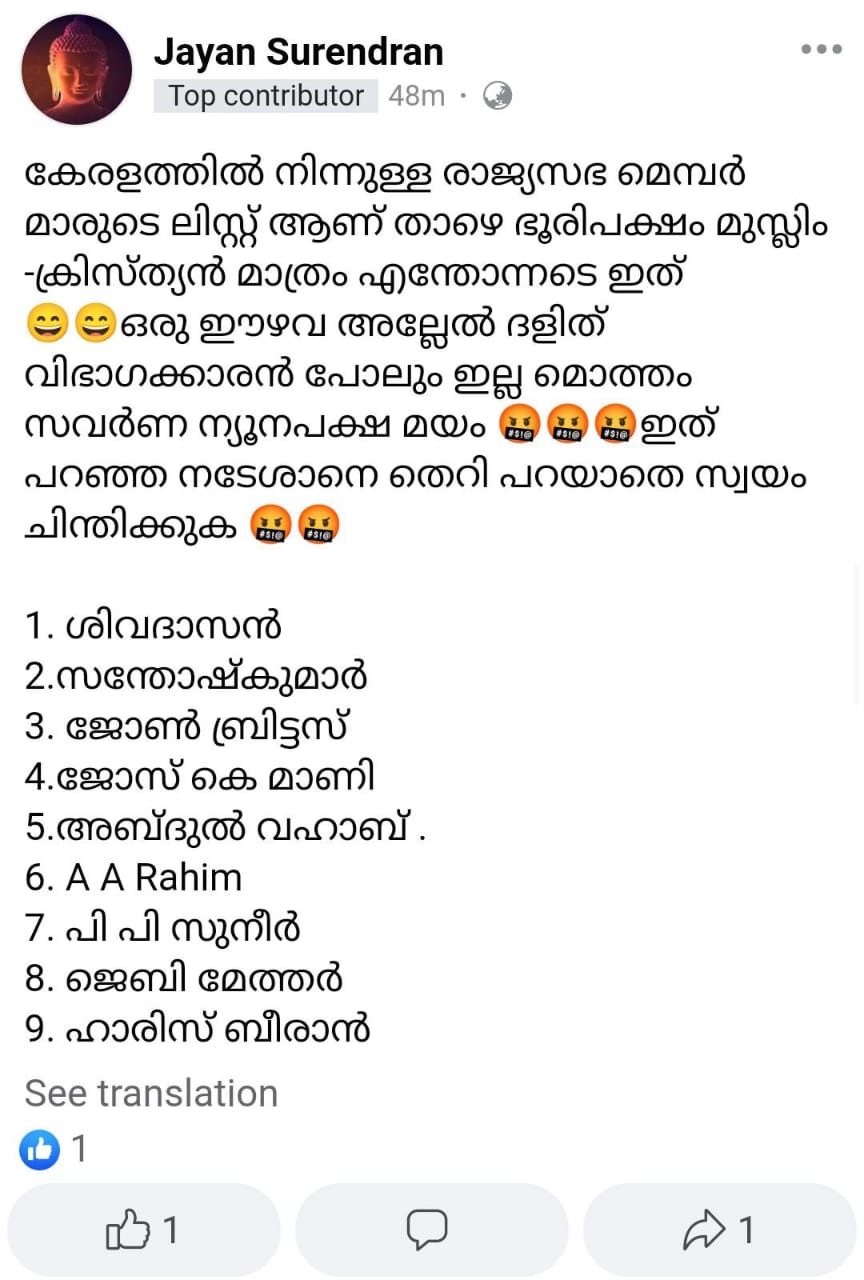 Jayan Surendran
Top contributor 48m ·
കേരളത്തിൽ നിന്നുള്ള രാജ്യസഭ മെമ്പർ
മാരുടെ ലിസ്റ്റ് ആണ് താഴെ ഭൂരിപക്ഷം മുസ്ലിം
-ക്രിസ്ത്യൻ മാത്രം എന്തോന്നടെ ഇത്
😄😄ഒരു ഈഴവ അല്ലേൽ ദളിത്
വിഭാഗക്കാരൻ പോലും ഇല്ല മൊത്തം
സവർണ ന്യൂനപക്ഷ മയം 🤬🤬🤬ഇത്
പറഞ്ഞ നടേശാനെ തെറി പറയാതെ സ്വയം
ചിന്തിക്കുക 🤬🤬
1. ശിവദാസൻ
2.സന്തോഷ്കുമാർ
3. ജോൺ ബ്രിട്ടസ്
4.ജോസ് കെ മാണി
5.അബ്ദുൽ വഹാബ് .
6. A A Rahim
7. പി പി സുനീർ
8. ജെബി മേത്തർ
9. ഹാരിസ് ബീരാൻ
See translation
1
1 1